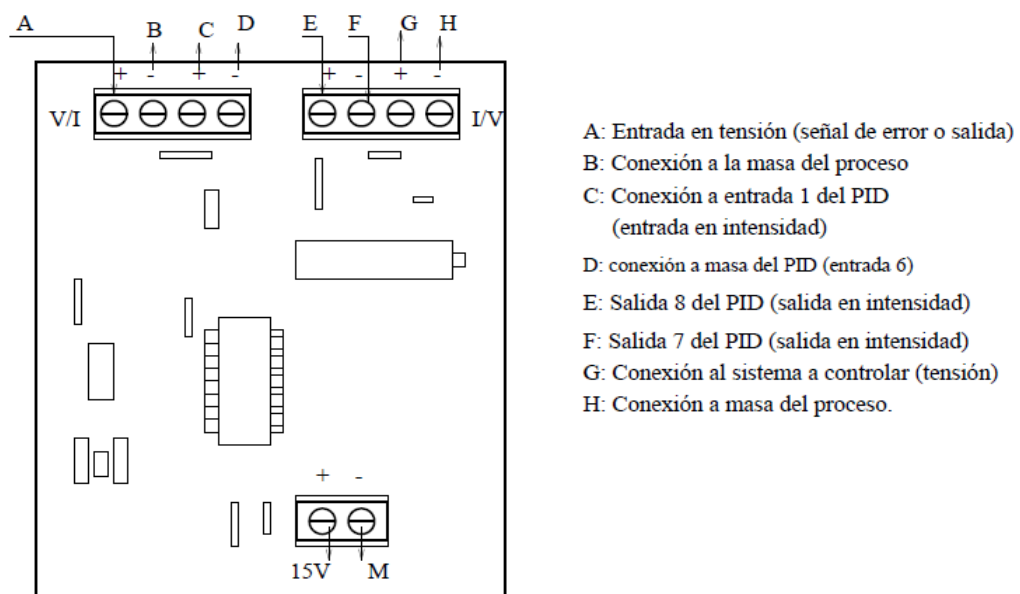 A B C D E F G H
+ - + - + - + -
V/I I/V
A: Entrada en tensión (señal de error o salida)
B: Conexión a la masa del proceso
C: Conexión a entrada 1 del PID
(entrada en intensidad)
D: conexión a masa del PID (entrada 6)
E: Salida 8 del PID (salida en intensidad)
F: Salida 7 del PID (salida en intensidad)
G: Conexión al sistema a controlar (tensión)
H: Conexión a masa del proceso.
+ -
15V M